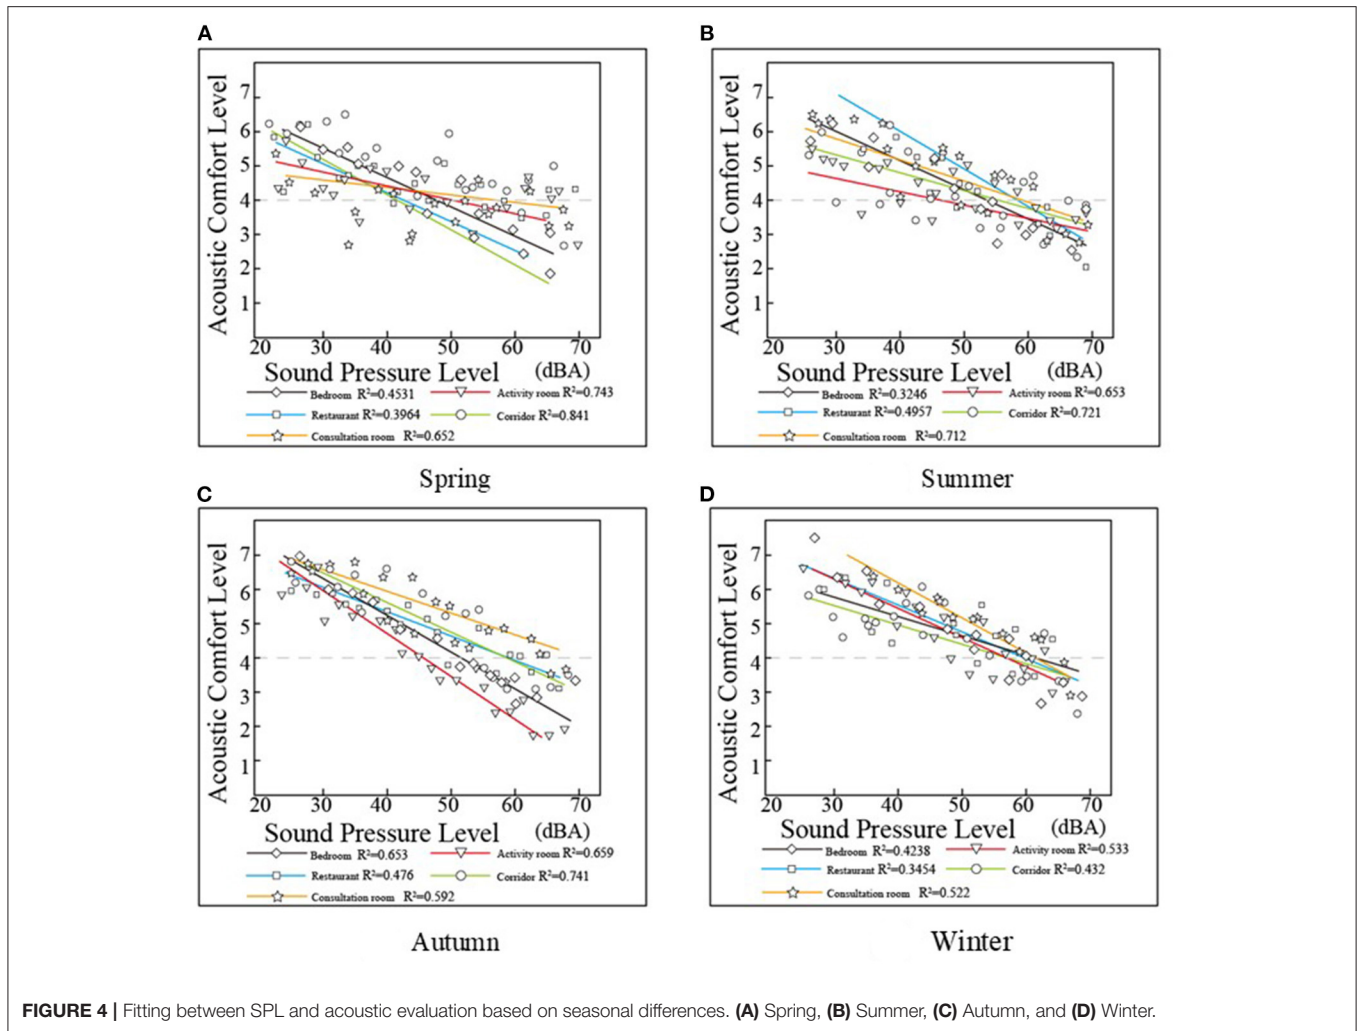 A
Acoustic Comfort Level
7
6
5
4
3
2
1
20 30 40 50 60 70
Sound Pressure Level (dBA)
Bedroom R²=0.4531 Activity room R²=0.743
Restaurant R²=0.3964 Corridor R²=0.841
Consultation room R²=0.652
Spring
B
Acoustic Comfort Level
7
6
5
4
3
2
1
20 30 40 50 60 70
Sound Pressure Level (dBA)
Bedroom R²=0.3246 Activity room R²=0.653
Restaurant R²=0.4957 Corridor R²=0.721
Consultation room R²=0.712
Summer
C
Acoustic Comfort Level
7
6
5
4
3
2
1
20 30 40 50 60 70
Sound Pressure Level (dBA)
Bedroom R²=0.653 Activity room R²=0.659
Restaurant R²=0.476 Corridor R²=0.741
Consultation room R²=0.592
Autumn
D
Acoustic Comfort Level
7
6
5
4
3
2
1
20 30 40 50 60 70
Sound Pressure Level (dBA)
Bedroom R²=0.4238 Activity room R²=0.533
Restaurant R²=0.3454 Corridor R²=0.432
Consultation room R²=0.522
Winter
FIGURE 4 | Fitting between SPL and acoustic evaluation based on seasonal differences. (A) Spring, (B) Summer, (C) Autumn, and (D) Winter.